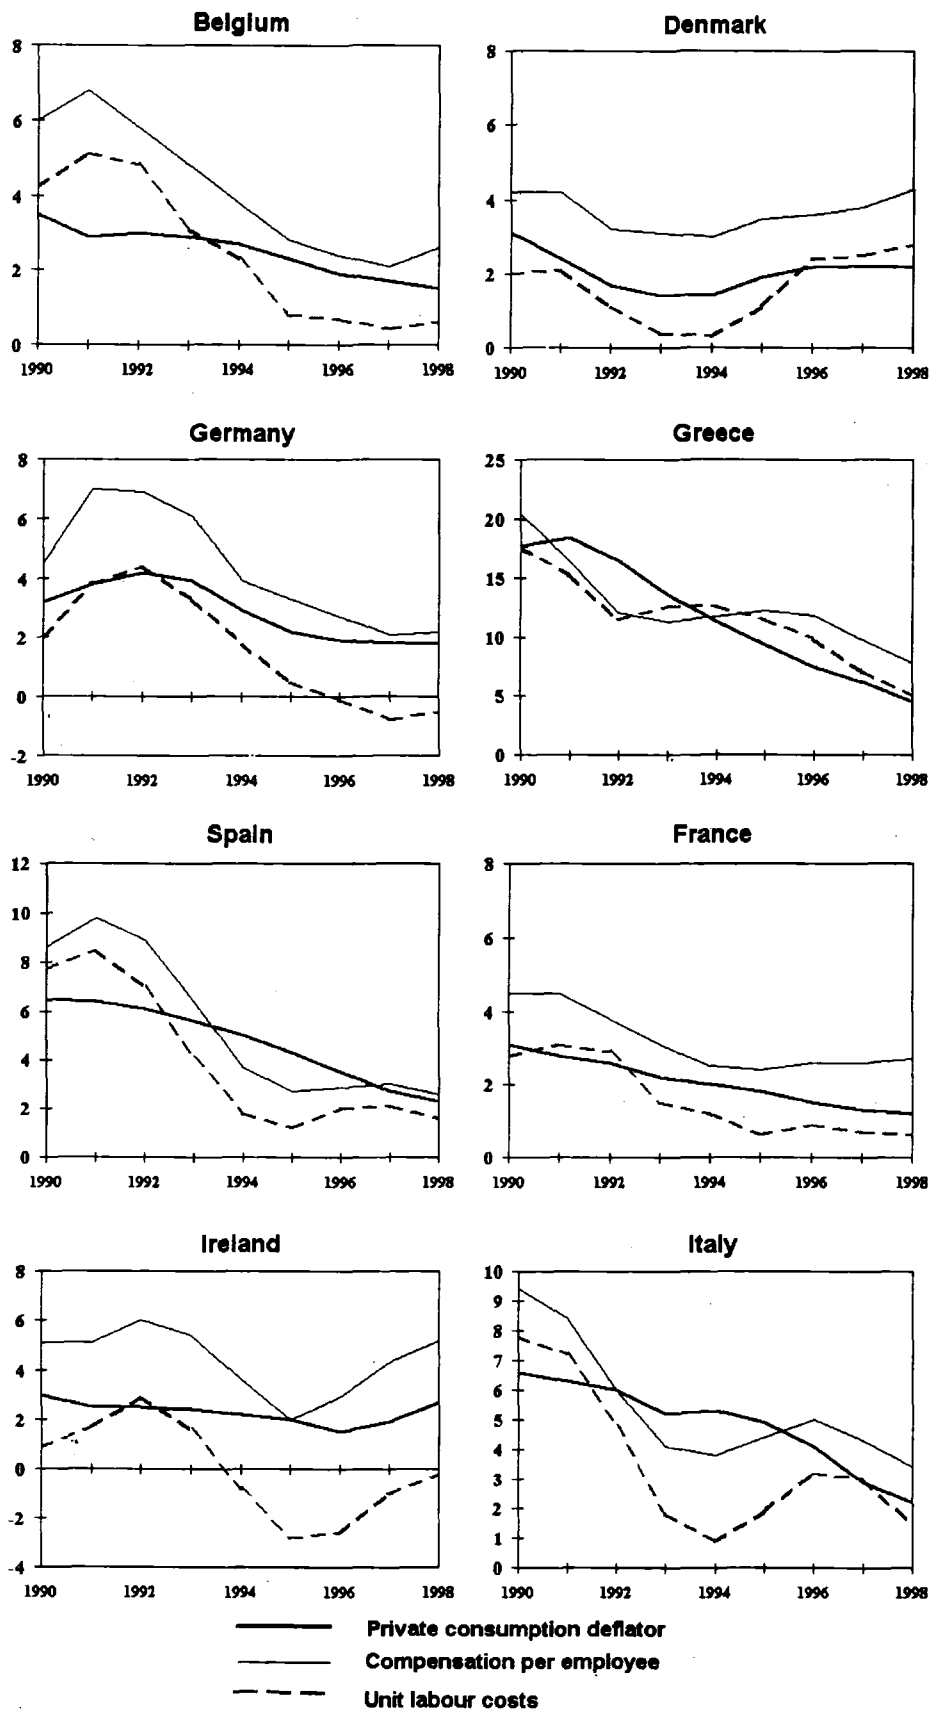 Belgium
8
6
4
2
0
1990 1992 1994 1996 1998
Denmark
8
6
4
2
0
1990 1992 1994 1996 1998
Germany
8
6
4
2
0
-2
1990 1992 1994 1996 1998
Greece
25
20
15
10
5
0
1990 1992 1994 1996 1998
Spain
12
10
8
6
4
2
0
1990 1992 1994 1996 1998
France
8
6
4
2
0
1990 1992 1994 1996 1998
Ireland
8
6
4
2
0
-2
-4
1990 1992 1994 1996 1998
Italy
10
9
8
7
6
5
4
3
2
1
0
1990 1992 1994 1996 1998
Private consumption deflator
Compensation per employee
Unit labour costs